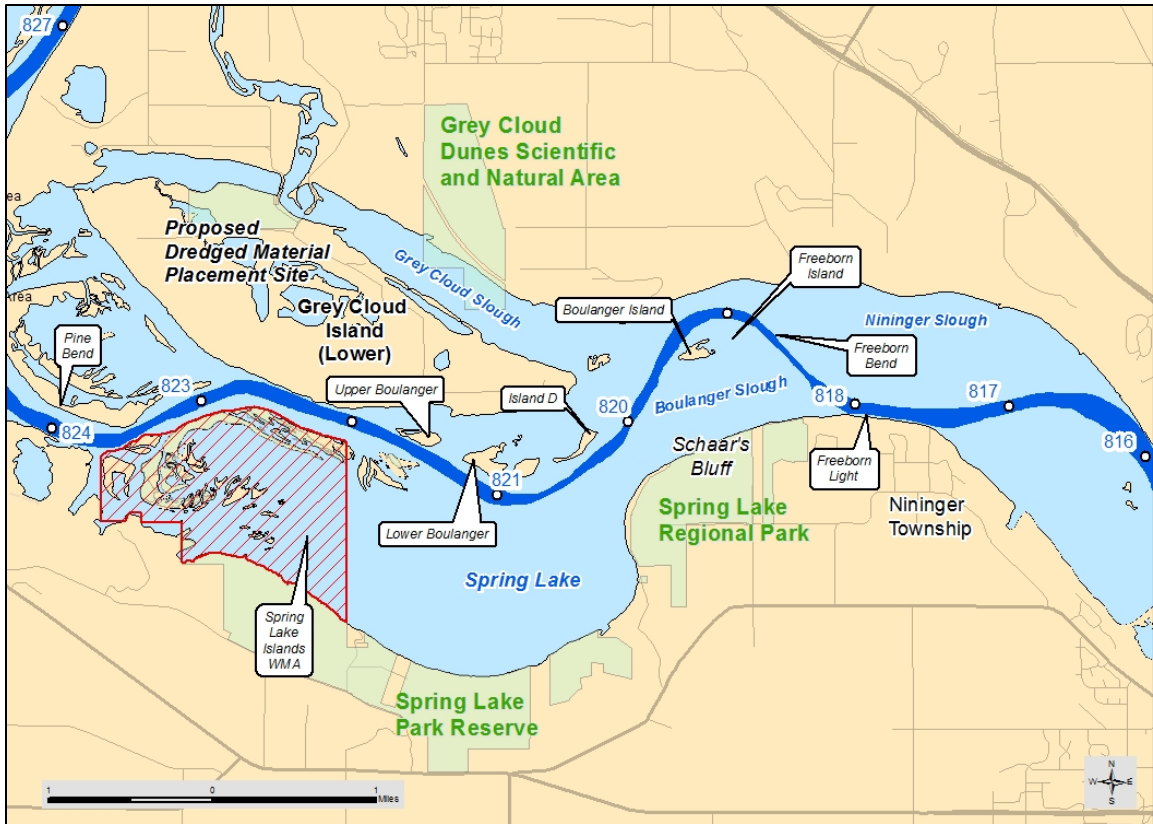 827
Grey Cloud
Dunes Scientific
and Natural Area
ea
Proposed
Dredged Material
Placement Site
Grey Cloud Slough
Freeborn
Island
Area
Grey Cloud
Island
(Lower)
Boulanger Island
Nininger Slough
Pine
Bend
Freeborn
Bend
823
Upper Boulanger
Island D
820
Boulanger Slough
818
817
824
Schaar's
Bluff
816
821
Freeborn
Light
Lower Boulanger
Spring Lake
Regional Park
Nininger
Township
Spring Lake
Spring
Lake
Islands
WMA
Spring Lake
Park Reserve
1
0
1
Miles
N
W
E
S